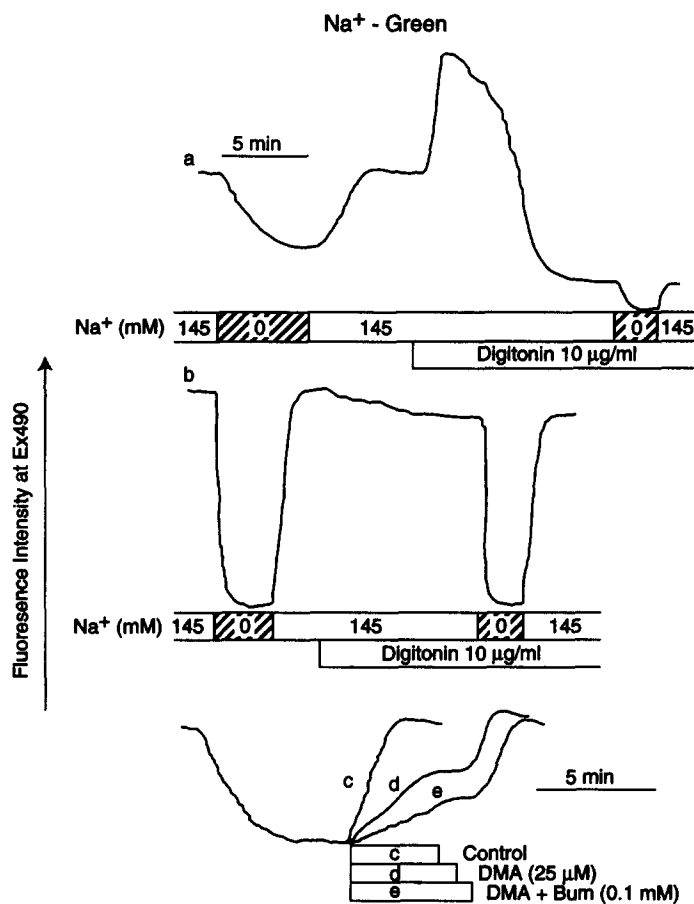 Na+ - Green
5 min
a
Na+ (mM) 145 0 145 0 145
Digitonin 10 µg/ml
b
Na+ (mM) 145 0 145 0 145
Digitonin 10 µg/ml
Fluoresence Intensity at Ex490
c d e
5 min
c Control
d DMA (25 µM)
e DMA + Bum (0.1 mM)